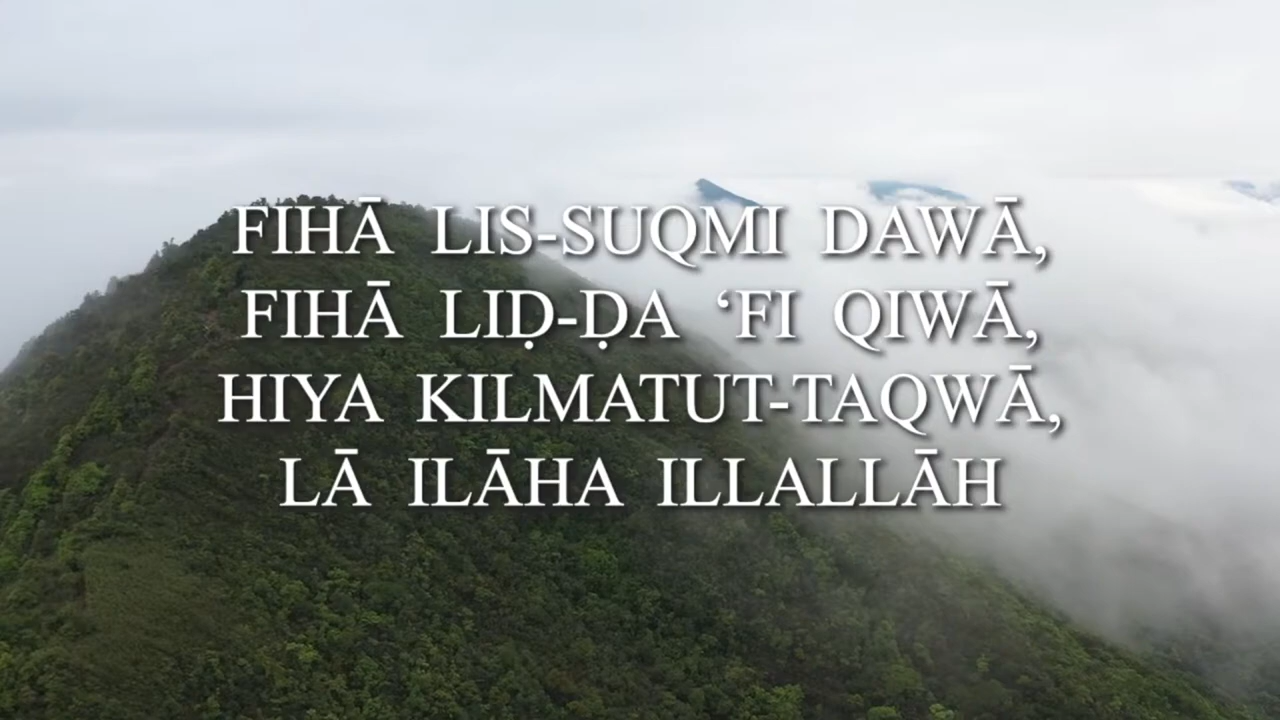 FIHĀ LIS-SUQMI DAWĀ,
FIHĀ LIḌ-ḌA ‘FI QIWĀ,
HIYA KILMATUT-TAQWĀ,
LĀ ILĀHA ILLALLĀH